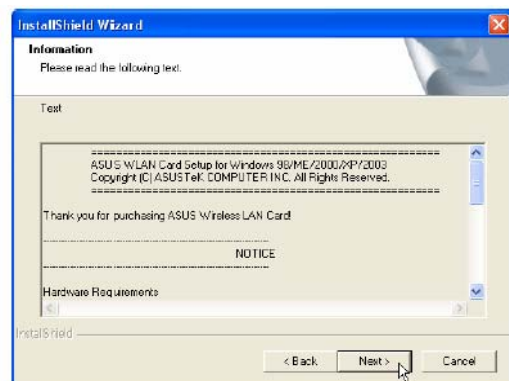 InstallShield Wizard
Information
Please read the following text.
Text
========================================================
ASUS WLAN Card Setup for Windows 98/ME/2000/XP/2003
Copyright (C) ASUSTeK COMPUTER INC. All Rights Reserved.
========================================================
Thank you for purchasing ASUS Wireless LAN Card!
--------------------------------------------------------
NOTICE
--------------------------------------------------------
Hardware Requirements
InstallShield
< Back
Next >
Cancel